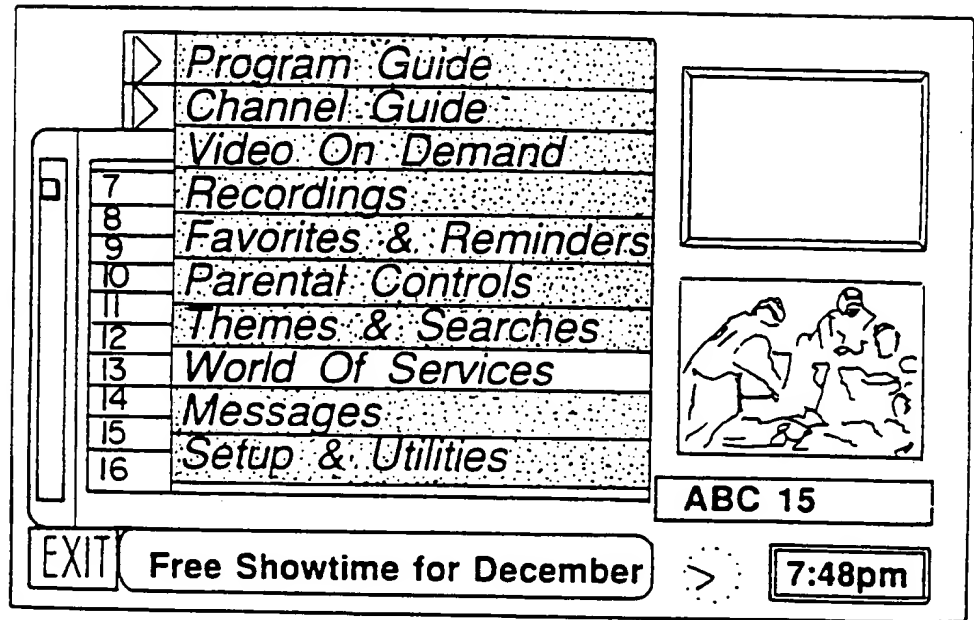 Program Guide
Channel Guide
Video On Demand
7 Recordings
8
9 Favorites & Reminders
10 Parental Controls
11
12 Themes & Searches
13 World Of Services
14 Messages
15 Setup & Utilities
16
ABC 15
EXIT Free Showtime for December 7:48pm